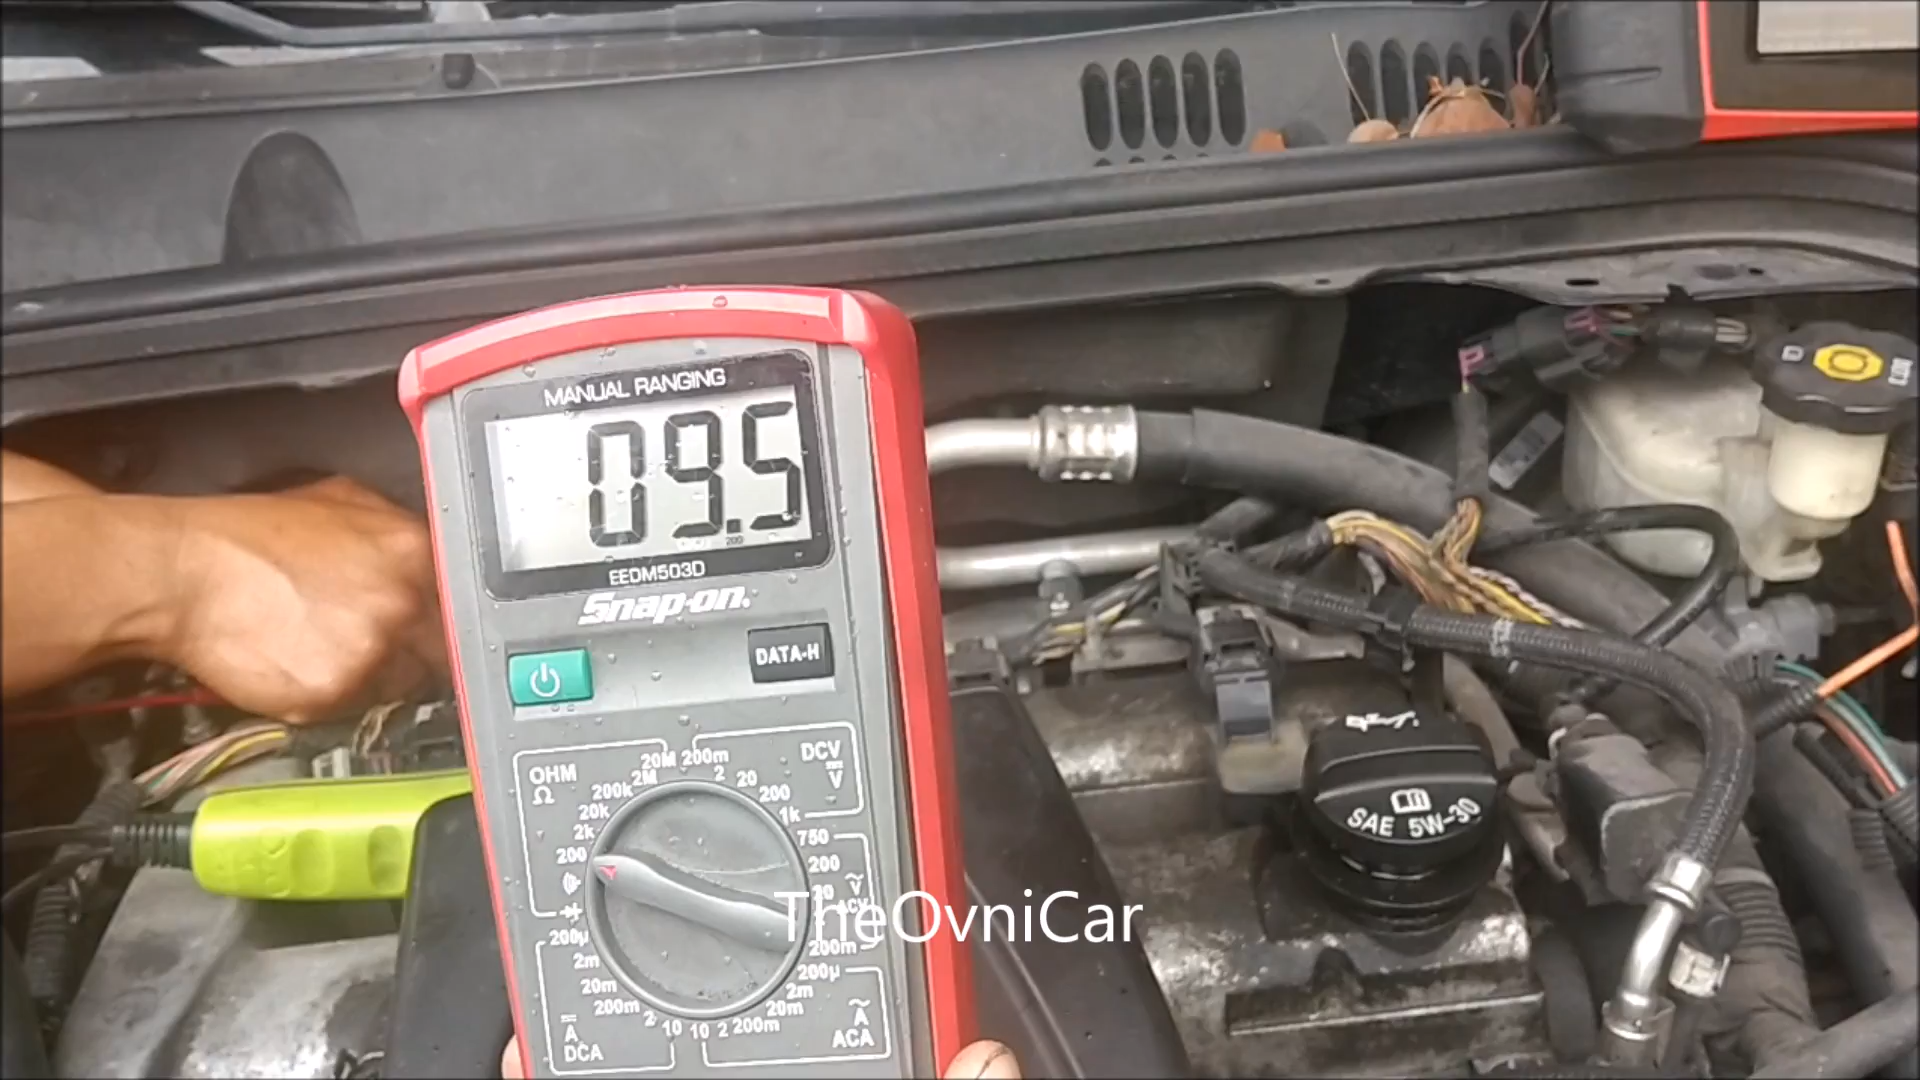 MANUAL RANGING
09.5
200
EEDM503D
Snap-on.
DATA-H
OHM
Ω
20M
200m
DCV
V
2M
2
20
200k
200
20k
1k
2k
750
200
200
20
V
ACV
200µ
200m
2m
200µ
20m
2m
200m
20m
A
DCA
2
10
10
2
200m
A
ACA
SAE 5W-30
TheOvniCar